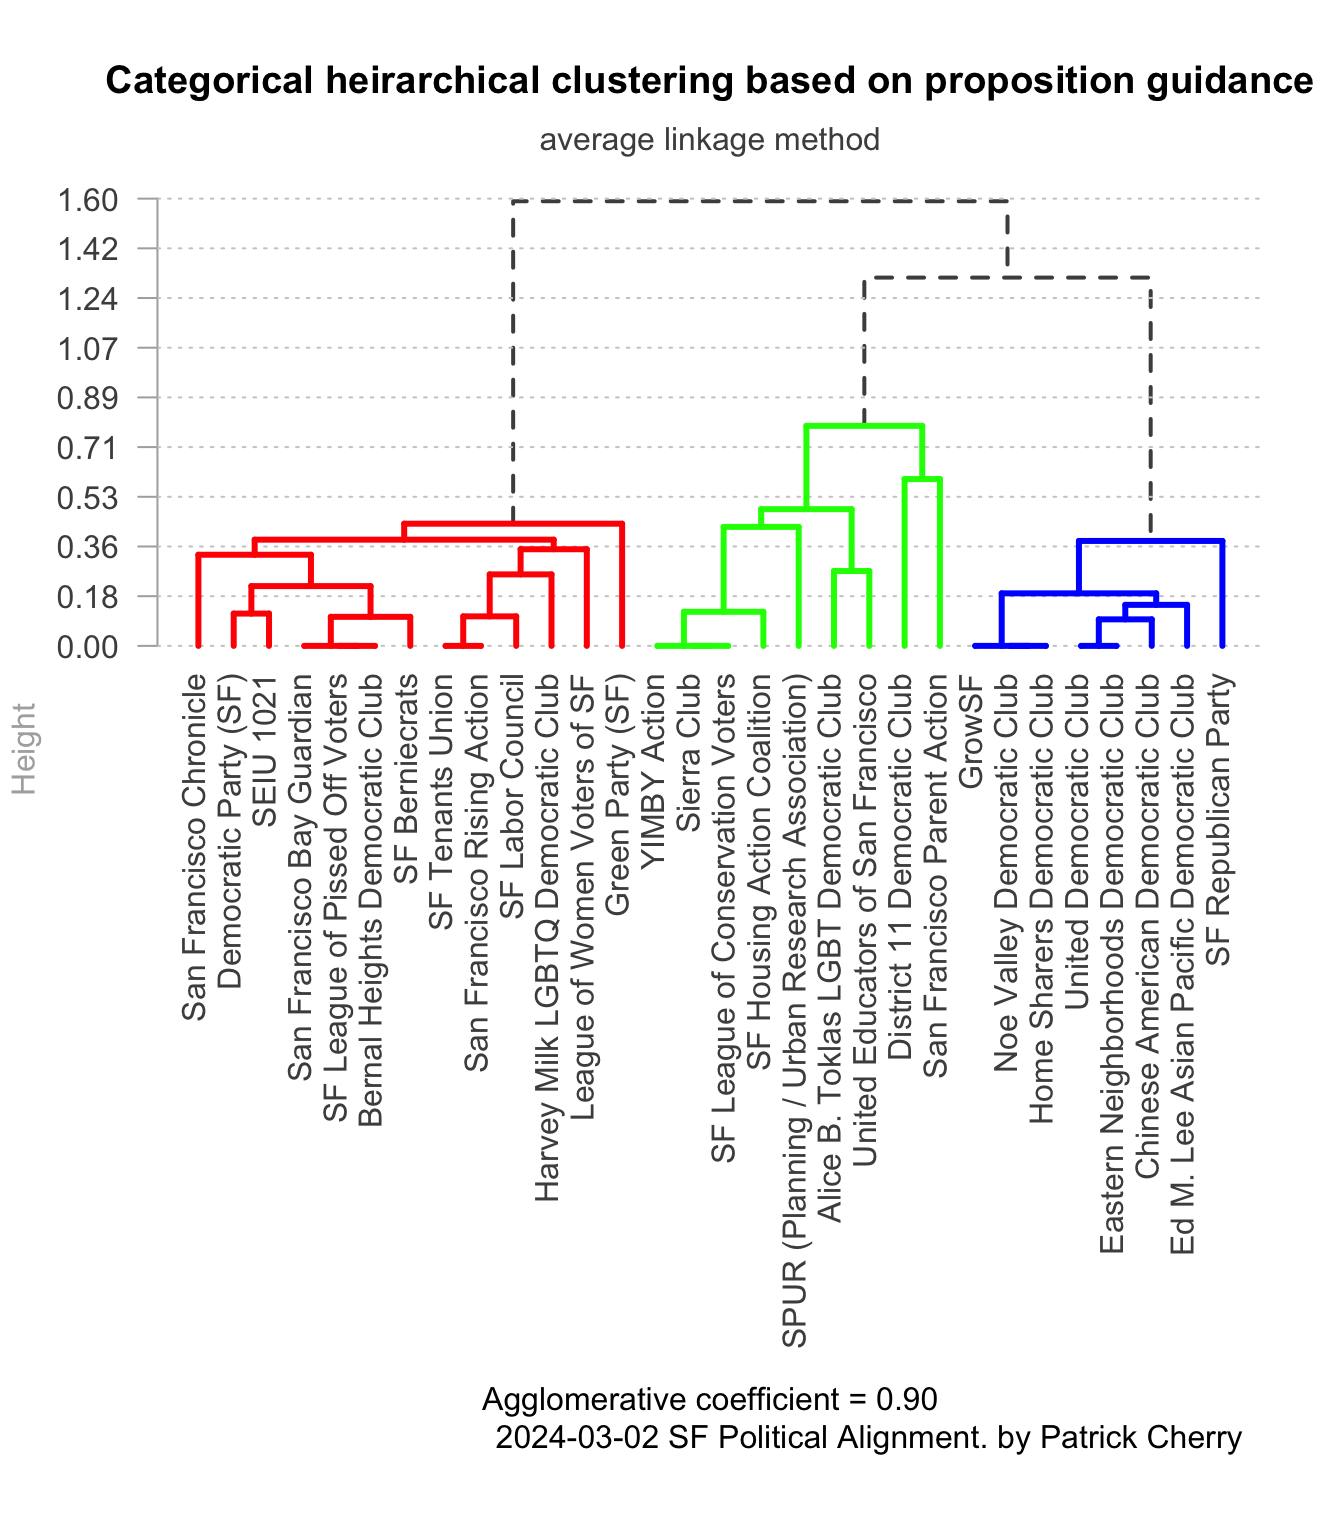 Categorical heirarchical clustering based on proposition guidance
average linkage method
1.60
1.42
1.24
1.07
0.89
0.71
0.53
0.36
0.18
0.00
Height
San Francisco Chronicle
Democratic Party (SF)
SEIU 1021
San Francisco Bay Guardian
SF League of Pissed Off Voters
Bernal Heights Democratic Club
SF Berniecrats
SF Tenants Union
San Francisco Rising Action
SF Labor Council
Harvey Milk LGBTQ Democratic Club
League of Women Voters of SF
Green Party (SF)
YIMBY Action
Sierra Club
SF League of Conservation Voters
SF Housing Action Coalition
SPUR (Planning / Urban Research Association)
Alice B. Toklas LGBT Democratic Club
United Educators of San Francisco
District 11 Democratic Club
San Francisco Parent Action
GrowSF
Noe Valley Democratic Club
Home Sharers Democratic Club
United Democratic Club
Eastern Neighborhoods Democratic Club
Chinese American Democratic Club
Ed M. Lee Asian Pacific Democratic Club
SF Republican Party
Agglomerative coefficient = 0.90
2024-03-02 SF Political Alignment. by Patrick Cherry